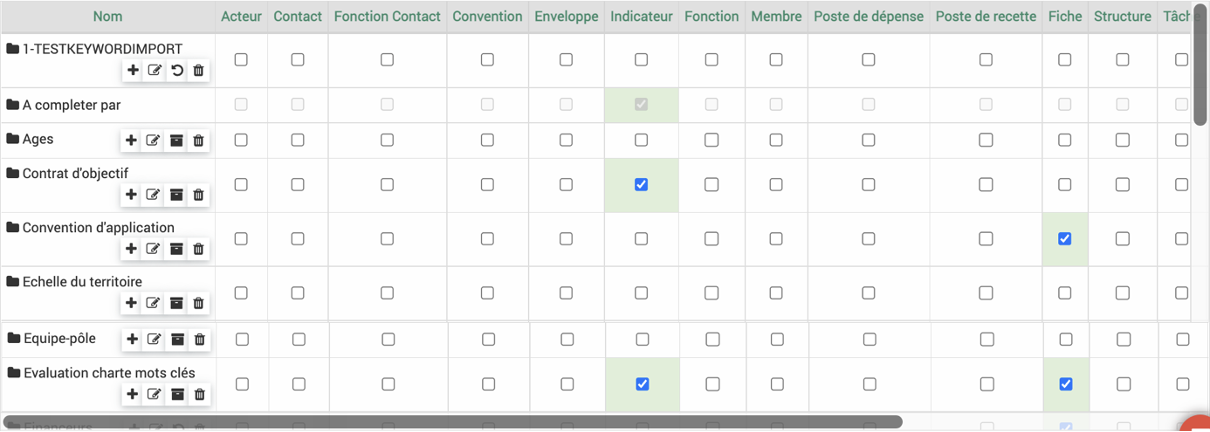 Nom Acteur Contact Fonction Contact Convention Enveloppe Indicateur Fonction Membre Poste de dépense Poste de recette Fiche Structure Tâch
1-TESTKEYWORDIMPORT
A completer par
Ages
Contrat d'objectif
Convention d'application
Echelle du territoire
Equipe-pôle
Evaluation charte mots clés
Financeurs